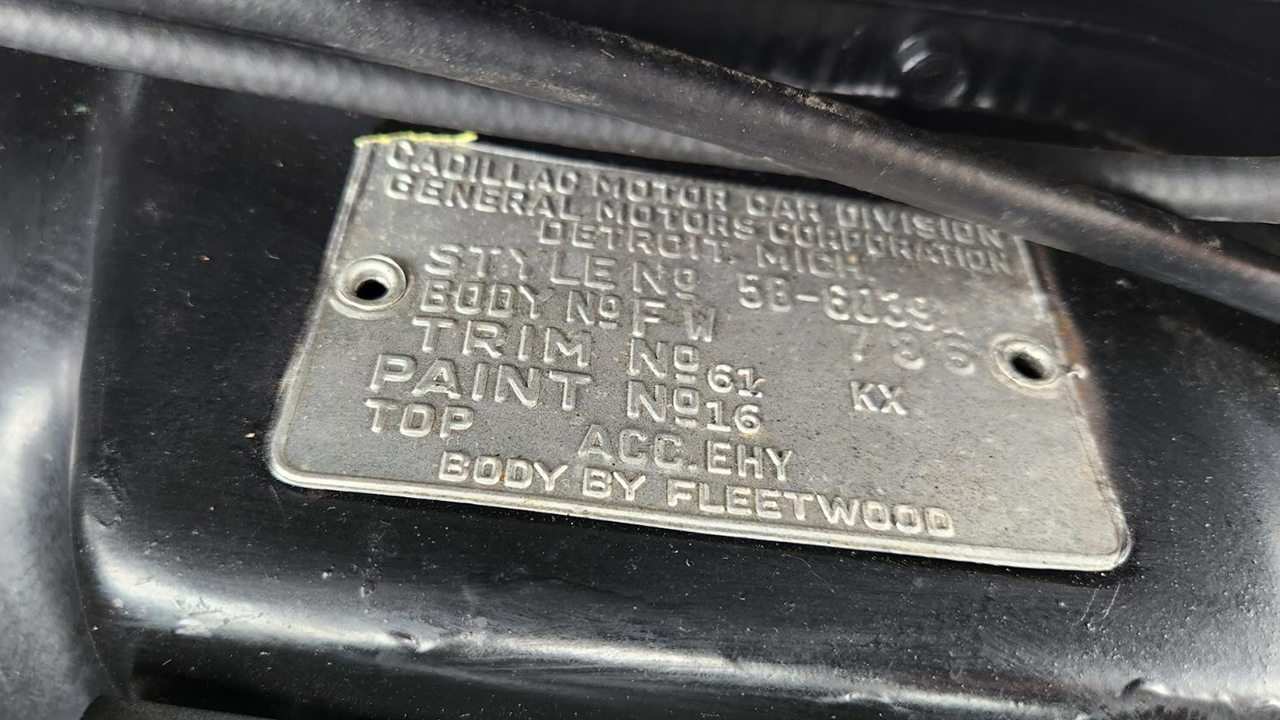 CADILLAC MOTOR CAR DIVISION
GENERAL MOTORS CORPORATION
DETROIT, MICH.
STYLE No 58-6039X
BODY No FW 786
TRIM No 61 KX
PAINT No 16
TOP ACC. EHY
BODY BY FLEETWOOD